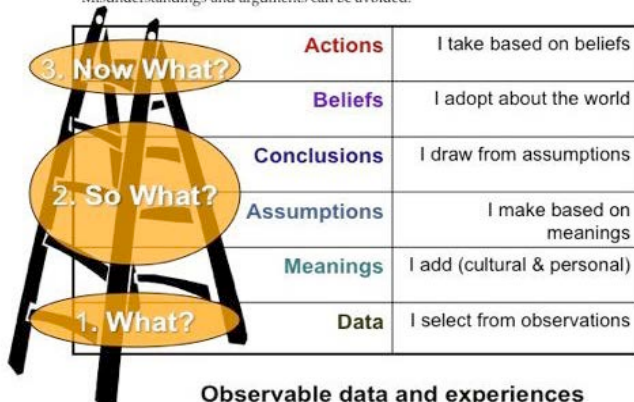 Misunderstandings and arguments can be avoided.
3. Now What?
Actions
I take based on beliefs
Beliefs
I adopt about the world
2. So What?
Conclusions
I draw from assumptions
Assumptions
I make based on
meanings
Meanings
I add (cultural & personal)
1. What?
Data
I select from observations
Observable data and experiences